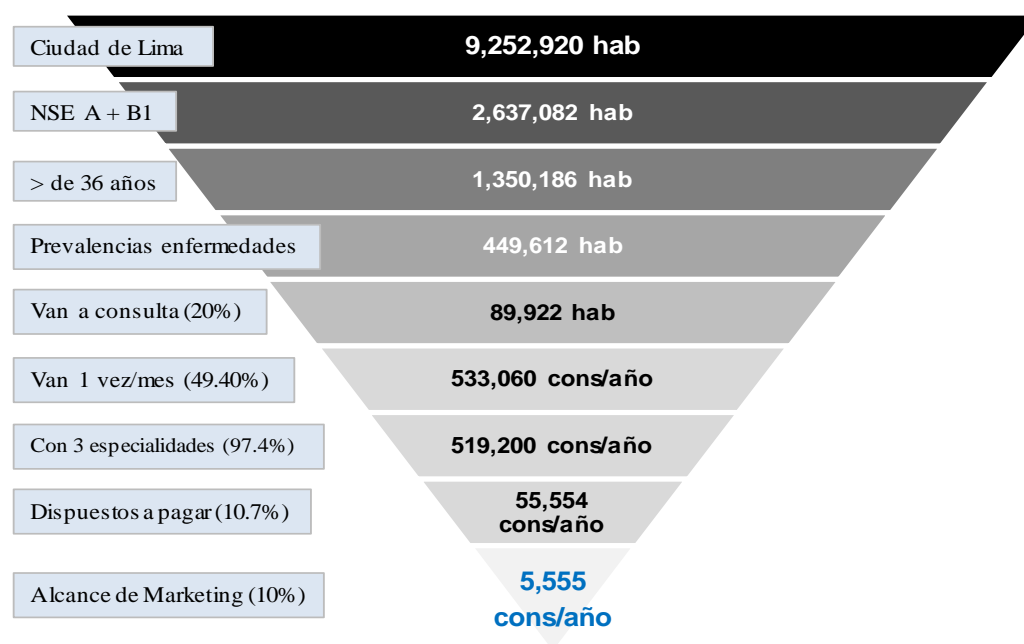 Ciudad de Lima
9,252,920 hab
NSE A + B1
2,637,082 hab
> de 36 años
1,350,186 hab
Prevalencias enfermedades
449,612 hab
Van a consulta (20%)
89,922 hab
Van 1 vez/mes (49.40%)
533,060 cons/año
Con 3 especialidades (97.4%)
519,200 cons/año
Dispuestos a pagar (10.7%)
55,554
cons/año
Alcance de Marketing (10%)
5,555
cons/año